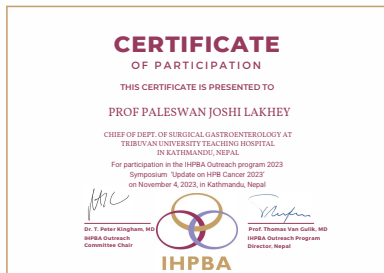 CERTIFICATE
OF PARTICIPATION
THIS CERTIFICATE IS PRESENTED TO
PROF PALESWAN JOSHI LAKHEY
CHIEF OF DEPT. OF SURGICAL GASTROENTEROLOGY AT
TRIBUVAN UNIVERSITY TEACHING HOSPITAL
IN KATHMANDU, NEPAL
For participation in the IHPBA Outreach program 2023
Symposium 'Update on HPB Cancer 2023'
on November 4, 2023, in Kathmandu, Nepal
Dr. T. Peter Kingham, MD
IHPBA Outreach
Committee Chair
Prof. Thomas Van Gulik, MD
IHPBA Outreach Program
Director, Nepal
IHPBA